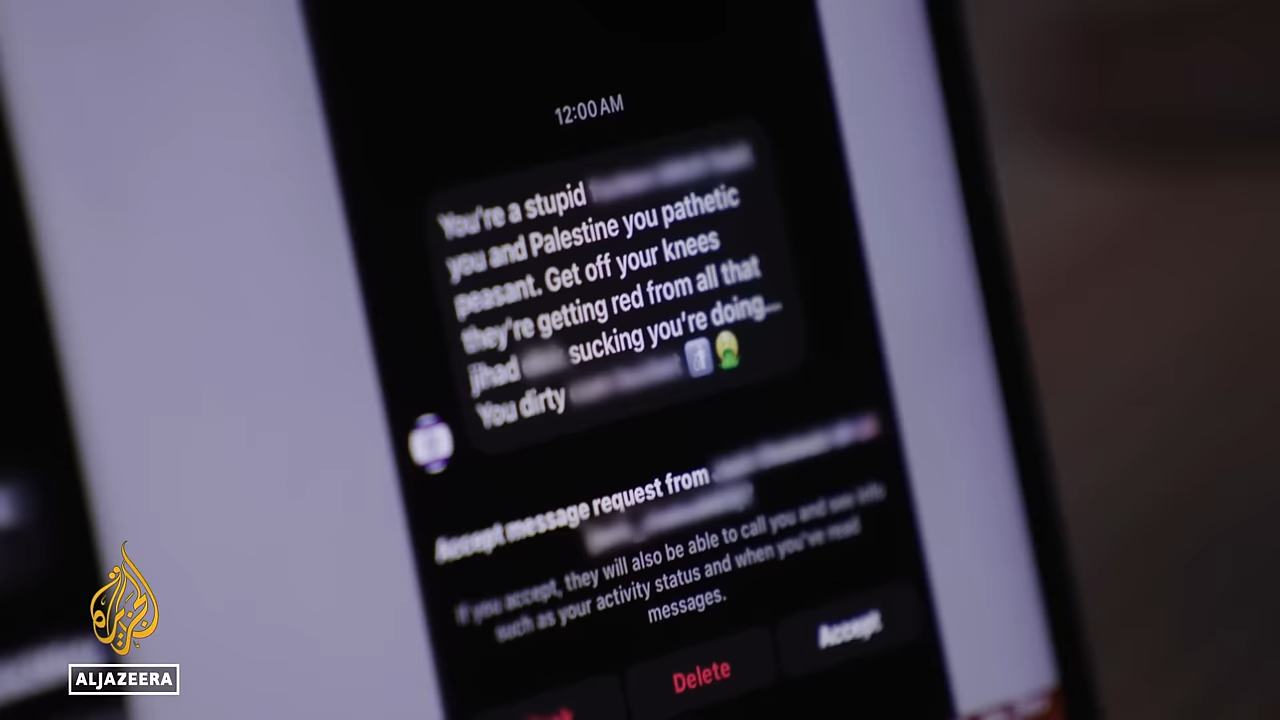 12:00 AM
You're a stupid
you and Palestine you pathetic
peasant. Get off your knees
they're getting red from all that
jihad sucking you're doing...
You dirty
Accept message request from
If you accept, they will also be able to call you and see info
such as your activity status and when you've read
messages.
Delete
Accept
الجزيرة
ALJAZEERA